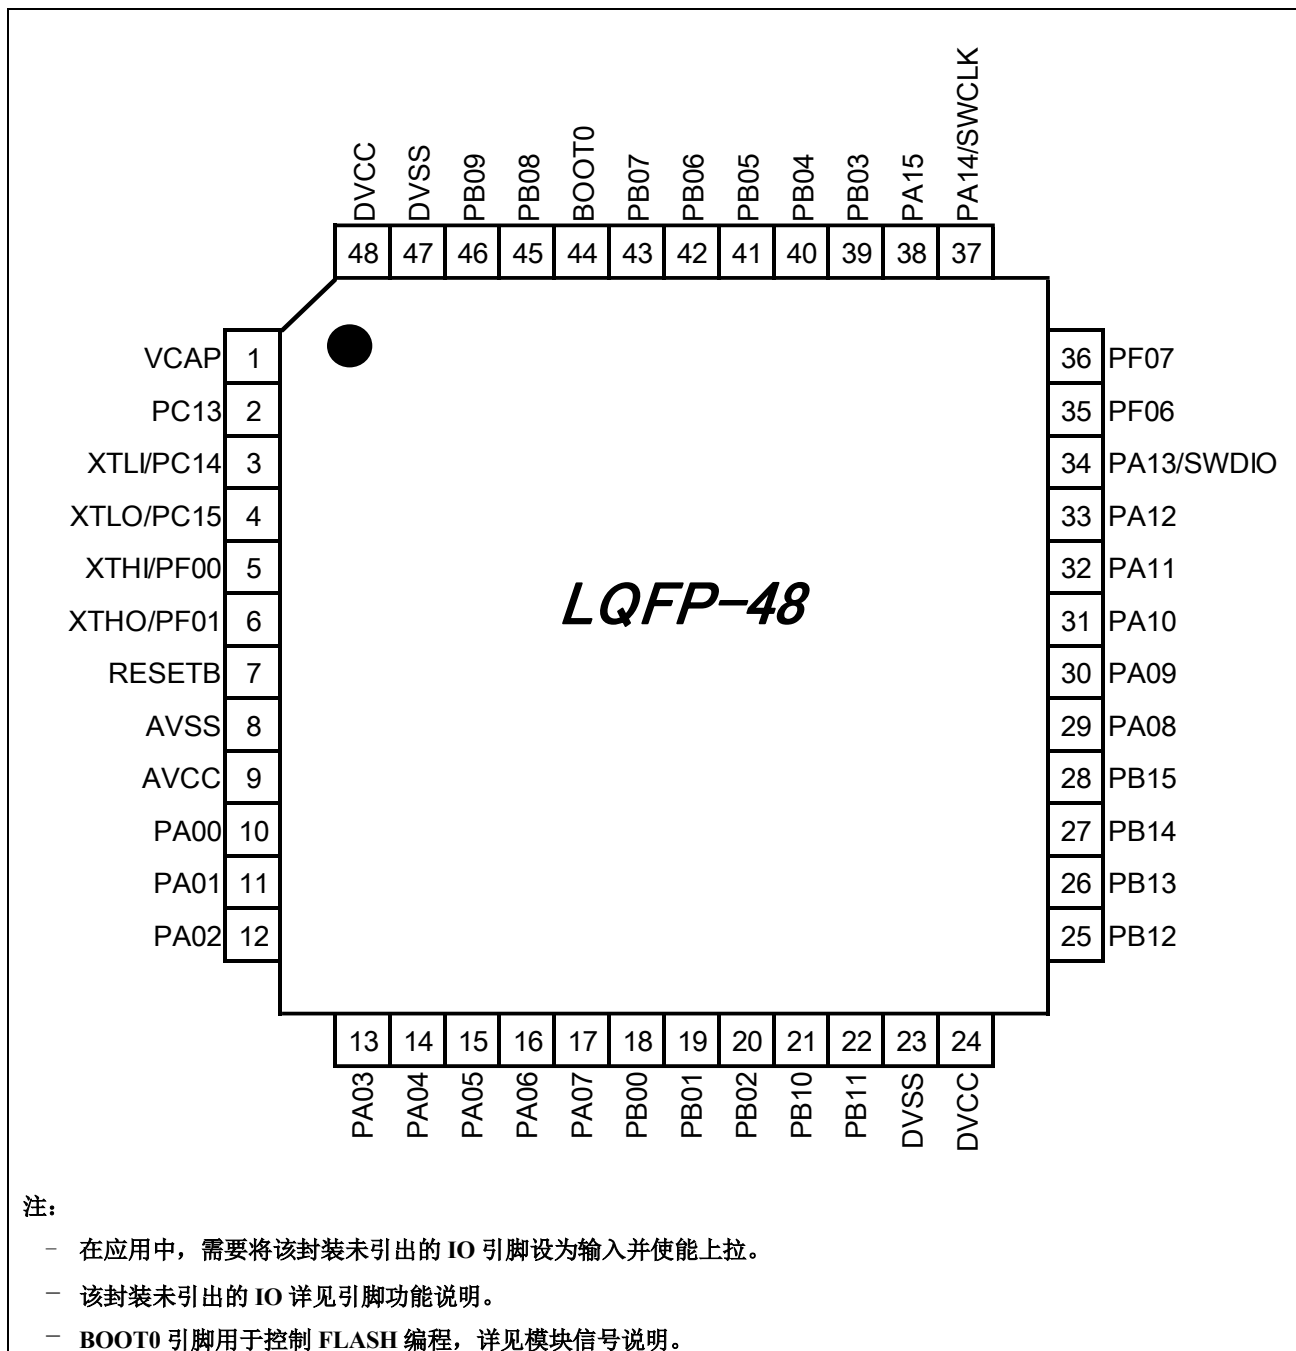 DVCC DVSS PB09 PB08 BOOT0 PB07 PB06 PB05 PB04 PB03 PA15 PA14/SWCLK
48 47 46 45 44 43 42 41 40 39 38 37
VCAP 1 36 PF07
PC13 2 35 PF06
XTLI/PC14 3 34 PA13/SWDIO
XTLO/PC15 4 33 PA12
XTHI/PF00 5 32 PA11
LQFP-48
XTHO/PF01 6 31 PA10
RESETB 7 30 PA09
AVSS 8 29 PA08
AVCC 9 28 PB15
PA00 10 27 PB14
PA01 11 26 PB13
PA02 12 25 PB12
13 14 15 16 17 18 19 20 21 22 23 24
PA03 PA04 PA05 PA06 PA07 PB00 PB01 PB02 PB10 PB11 DVSS DVCC
注：
－ 在应用中，需要将该封装未引出的 IO 引脚设为输入并使能上拉。
－ 该封装未引出的 IO 详见引脚功能说明。
－ BOOT0 引脚用于控制 FLASH 编程，详见模块信号说明。